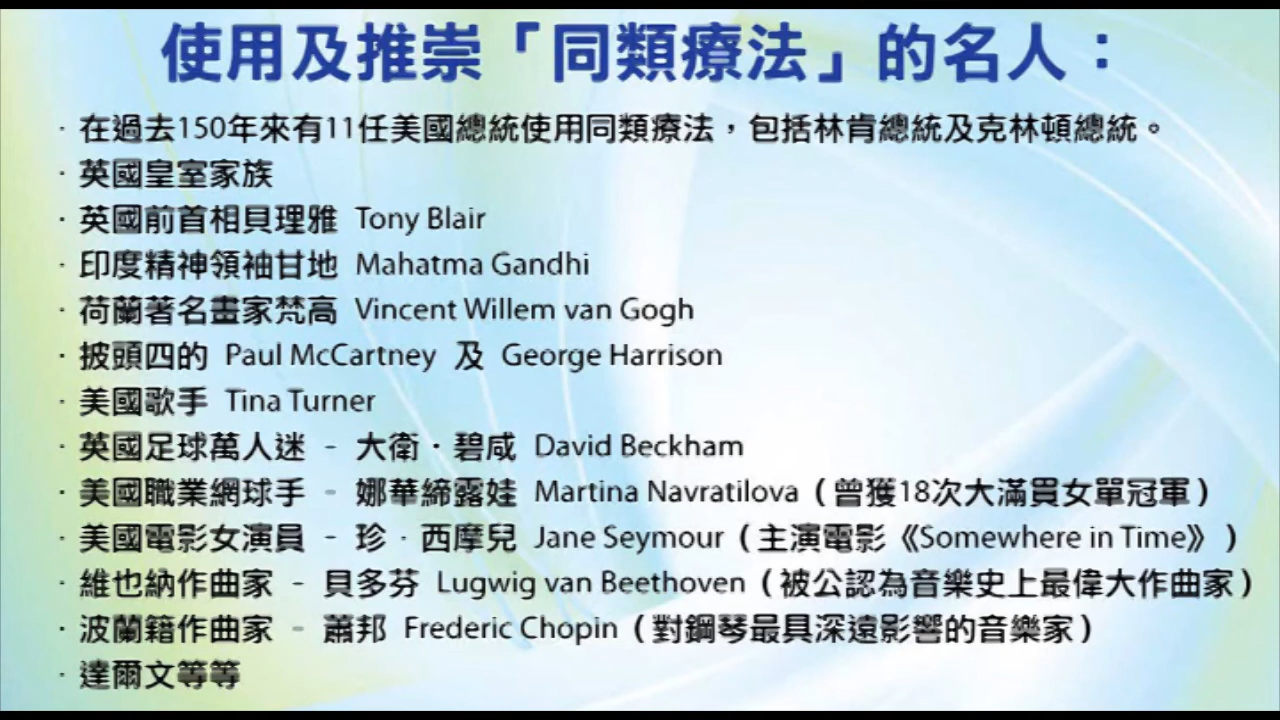 使用及推崇「同類療法」的名人：
· 在過去150年來有11任美國總統使用同類療法，包括林肯總統及克林頓總統。
· 英國皇室家族
· 英國前首相貝理雅 Tony Blair
· 印度精神領袖甘地 Mahatma Gandhi
· 荷蘭著名畫家梵高 Vincent Willem van Gogh
· 披頭四的 Paul McCartney 及 George Harrison
· 美國歌手 Tina Turner
· 英國足球萬人迷 - 大衛·碧咸 David Beckham
· 美國職業網球手 - 娜華締露娃 Martina Navratilova（曾獲18次大滿貫女單冠軍）
· 美國電影女演員 - 珍·西摩兒 Jane Seymour（主演電影《Somewhere in Time》）
· 維也納作曲家 - 貝多芬 Lugwig van Beethoven（被公認為音樂史上最偉大作曲家）
· 波蘭籍作曲家 - 蕭邦 Frederic Chopin（對鋼琴最具深遠影響的音樂家）
· 達爾文等等